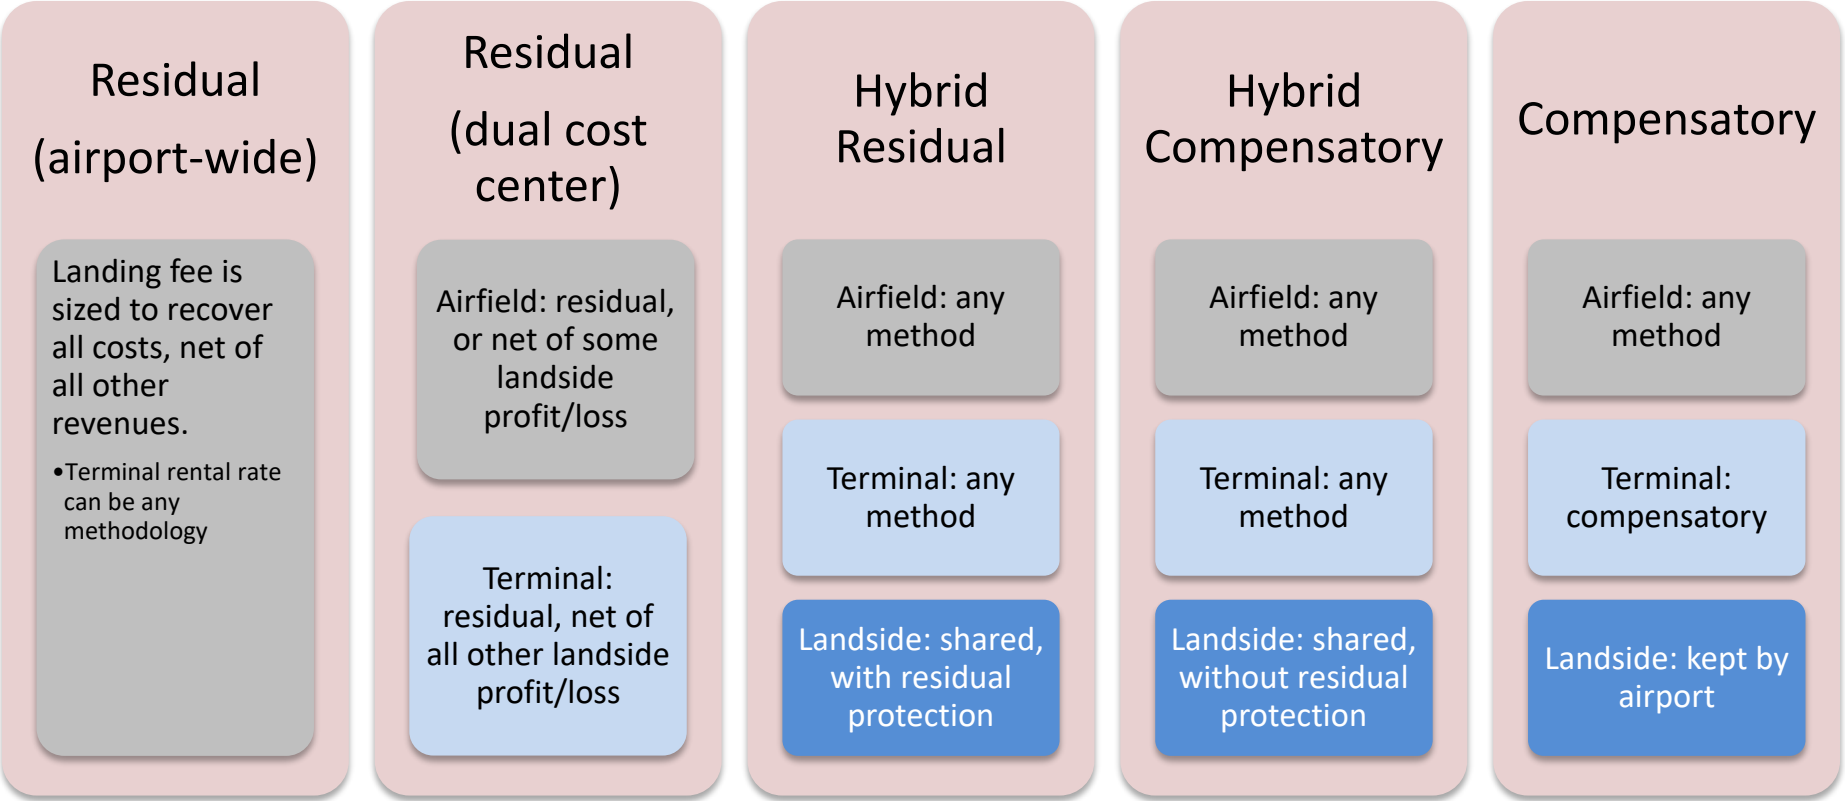 Residual
(airport-wide)
Landing fee is
sized to recover
all costs, net of
all other
revenues.
•Terminal rental rate
can be any
methodology
Residual
(dual cost
center)
Airfield: residual,
or net of some
landside
profit/loss
Terminal:
residual, net of
all other landside
profit/loss
Hybrid
Residual
Airfield: any
method
Terminal: any
method
Landside: shared,
with residual
protection
Hybrid
Compensatory
Airfield: any
method
Terminal: any
method
Landside: shared,
without residual
protection
Compensatory
Airfield: any
method
Terminal:
compensatory
Landside: kept by
airport